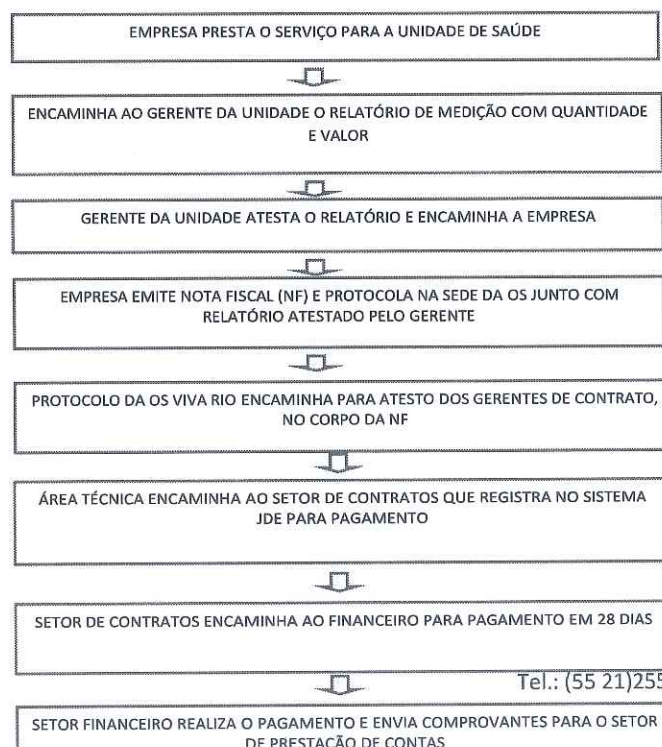 EMPRESA PRESTA O SERVIÇO PARA A UNIDADE DE SAÚDE
ENCAMINHA AO GERENTE DA UNIDADE O RELATÓRIO DE MEDIÇÃO COM QUANTIDADE
E VALOR
GERENTE DA UNIDADE ATESTA O RELATÓRIO E ENCAMINHA A EMPRESA
EMPRESA EMITE NOTA FISCAL (NF) E PROTOCOLA NA SEDE DA OS JUNTO COM
RELATÓRIO ATESTADO PELO GERENTE
PROTOCOLO DA OS VIVA RIO ENCAMINHA PARA ATESTO DOS GERENTES DE CONTRATO,
NO CORPO DA NF
ÁREA TÉCNICA ENCAMINHA AO SETOR DE CONTRATOS QUE REGISTRA NO SISTEMA
JDE PARA PAGAMENTO
SETOR DE CONTRATOS ENCAMINHA AO FINANCEIRO PARA PAGAMENTO EM 28 DIAS
Tel.: (55 21)255
SETOR FINANCEIRO REALIZA O PAGAMENTO E ENVIA COMPROVANTES PARA O SETOR
DE PRESTAÇÃO DE CONTAS